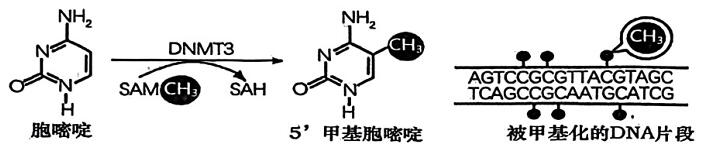 NH₂
N
O
N
H
胞嘧啶
DNMT3
SAM CH₃ SAH
NH₂
CH₃
N
O
N
H
5’ 甲基胞嘧啶
CH₃
AGTCCGCGTTACGTAGC
TCAGCCGCAATGCATCG
被甲基化的DNA片段